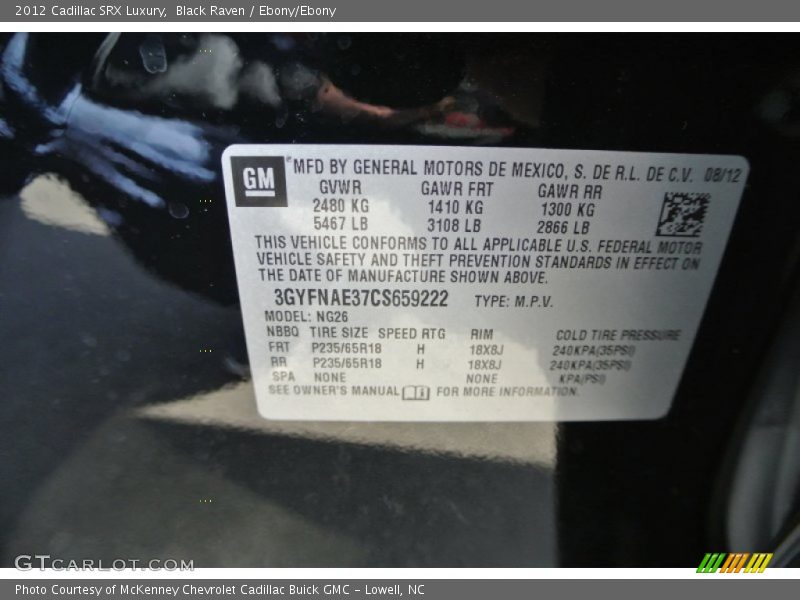 2012 Cadillac SRX Luxury, Black Raven / Ebony/Ebony
GM
MFD BY GENERAL MOTORS DE MEXICO, S. DE R.L. DE C.V. 08/12
GVWR GAWR FRT GAWR RR
2480 KG 1410 KG 1300 KG
5467 LB 3108 LB 2866 LB
THIS VEHICLE CONFORMS TO ALL APPLICABLE U.S. FEDERAL MOTOR
VEHICLE SAFETY AND THEFT PREVENTION STANDARDS IN EFFECT ON
THE DATE OF MANUFACTURE SHOWN ABOVE.
3GYFNAE37CS659222 TYPE: M.P.V.
MODEL: NG26
NBBQ TIRE SIZE SPEED RTG RIM COLD TIRE PRESSURE
FRT P235/65R18 H 18X8J 240KPA(35PSI)
RR P235/65R18 H 18X8J 240KPA(35PSI)
SPA NONE NONE KPA(PSI)
SEE OWNER'S MANUAL FOR MORE INFORMATION.
GTCARLOT.COM
Photo Courtesy of McKenney Chevrolet Cadillac Buick GMC - Lowell, NC